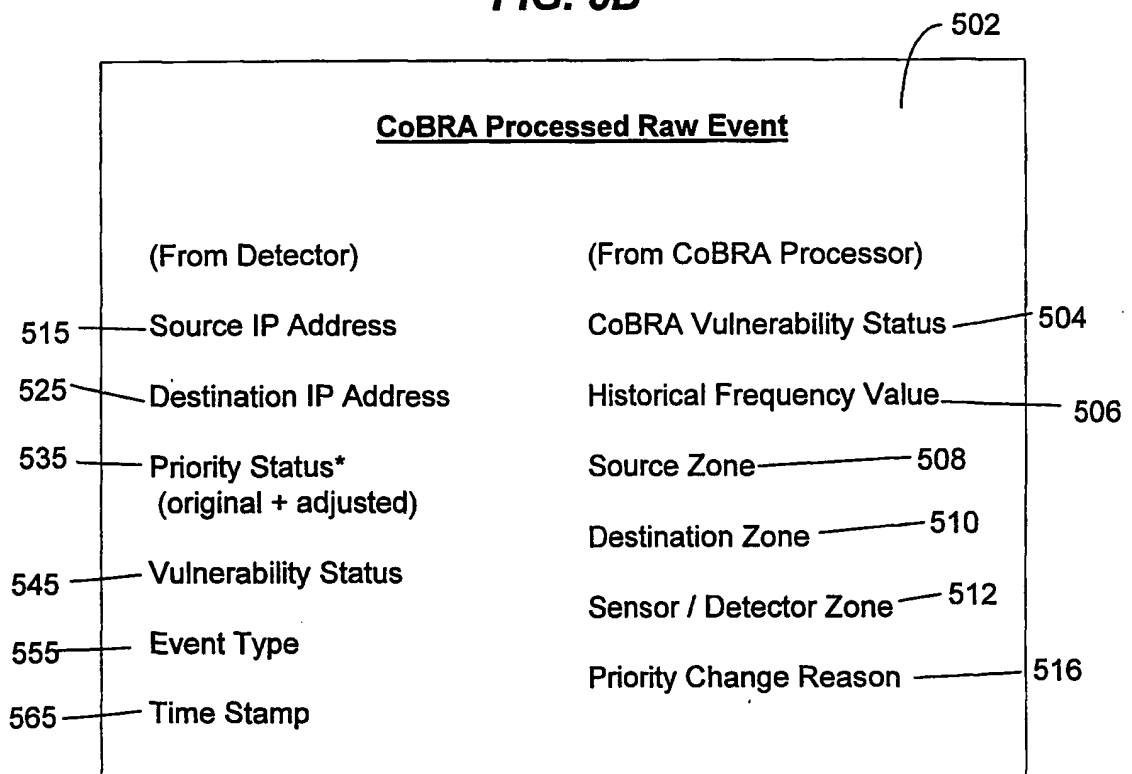 502
CoBRA Processed Raw Event
(From Detector)
(From CoBRA Processor)
515
Source IP Address
CoBRA Vulnerability Status
504
525
Destination IP Address
Historical Frequency Value
506
535
Priority Status*
(original + adjusted)
Source Zone
508
Destination Zone
510
545
Vulnerability Status
Sensor / Detector Zone
512
555
Event Type
Priority Change Reason
516
565
Time Stamp